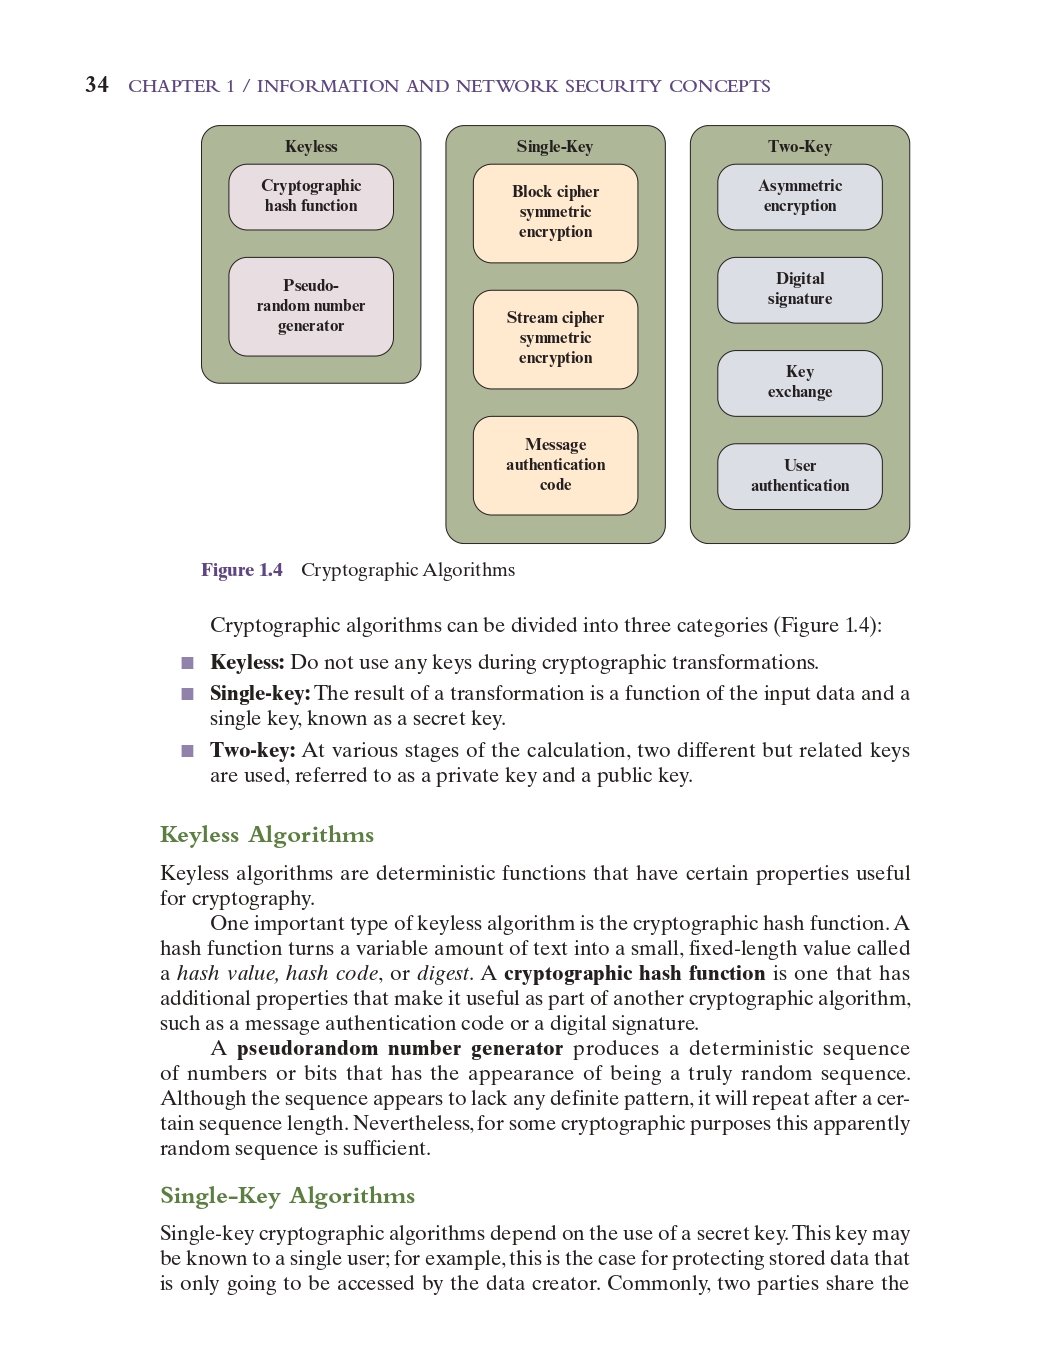 34 CHAPTER 1 / INFORMATION AND NETWORK SECURITY CONCEPTS
Keyless
Cryptographic
hash function
Pseudo-
random number
generator
Single-Key
Block cipher
symmetric
encryption
Stream cipher
symmetric
encryption
Message
authentication
code
Two-Key
Asymmetric
encryption
Digital
signature
Key
exchange
User
authentication
Figure 1.4 Cryptographic Algorithms
Cryptographic algorithms can be divided into three categories (Figure 1.4):
■ Keyless: Do not use any keys during cryptographic transformations.
■ Single-key: The result of a transformation is a function of the input data and a
single key, known as a secret key.
■ Two-key: At various stages of the calculation, two different but related keys
are used, referred to as a private key and a public key.
Keyless Algorithms
Keyless algorithms are deterministic functions that have certain properties useful
for cryptography.
One important type of keyless algorithm is the cryptographic hash function. A
hash function turns a variable amount of text into a small, fixed-length value called
a hash value, hash code, or digest. A cryptographic hash function is one that has
additional properties that make it useful as part of another cryptographic algorithm,
such as a message authentication code or a digital signature.
A pseudorandom number generator produces a deterministic sequence
of numbers or bits that has the appearance of being a truly random sequence.
Although the sequence appears to lack any definite pattern, it will repeat after a cer-
tain sequence length. Nevertheless, for some cryptographic purposes this apparently
random sequence is sufficient.
Single-Key Algorithms
Single-key cryptographic algorithms depend on the use of a secret key. This key may
be known to a single user; for example, this is the case for protecting stored data that
is only going to be accessed by the data creator. Commonly, two parties share the